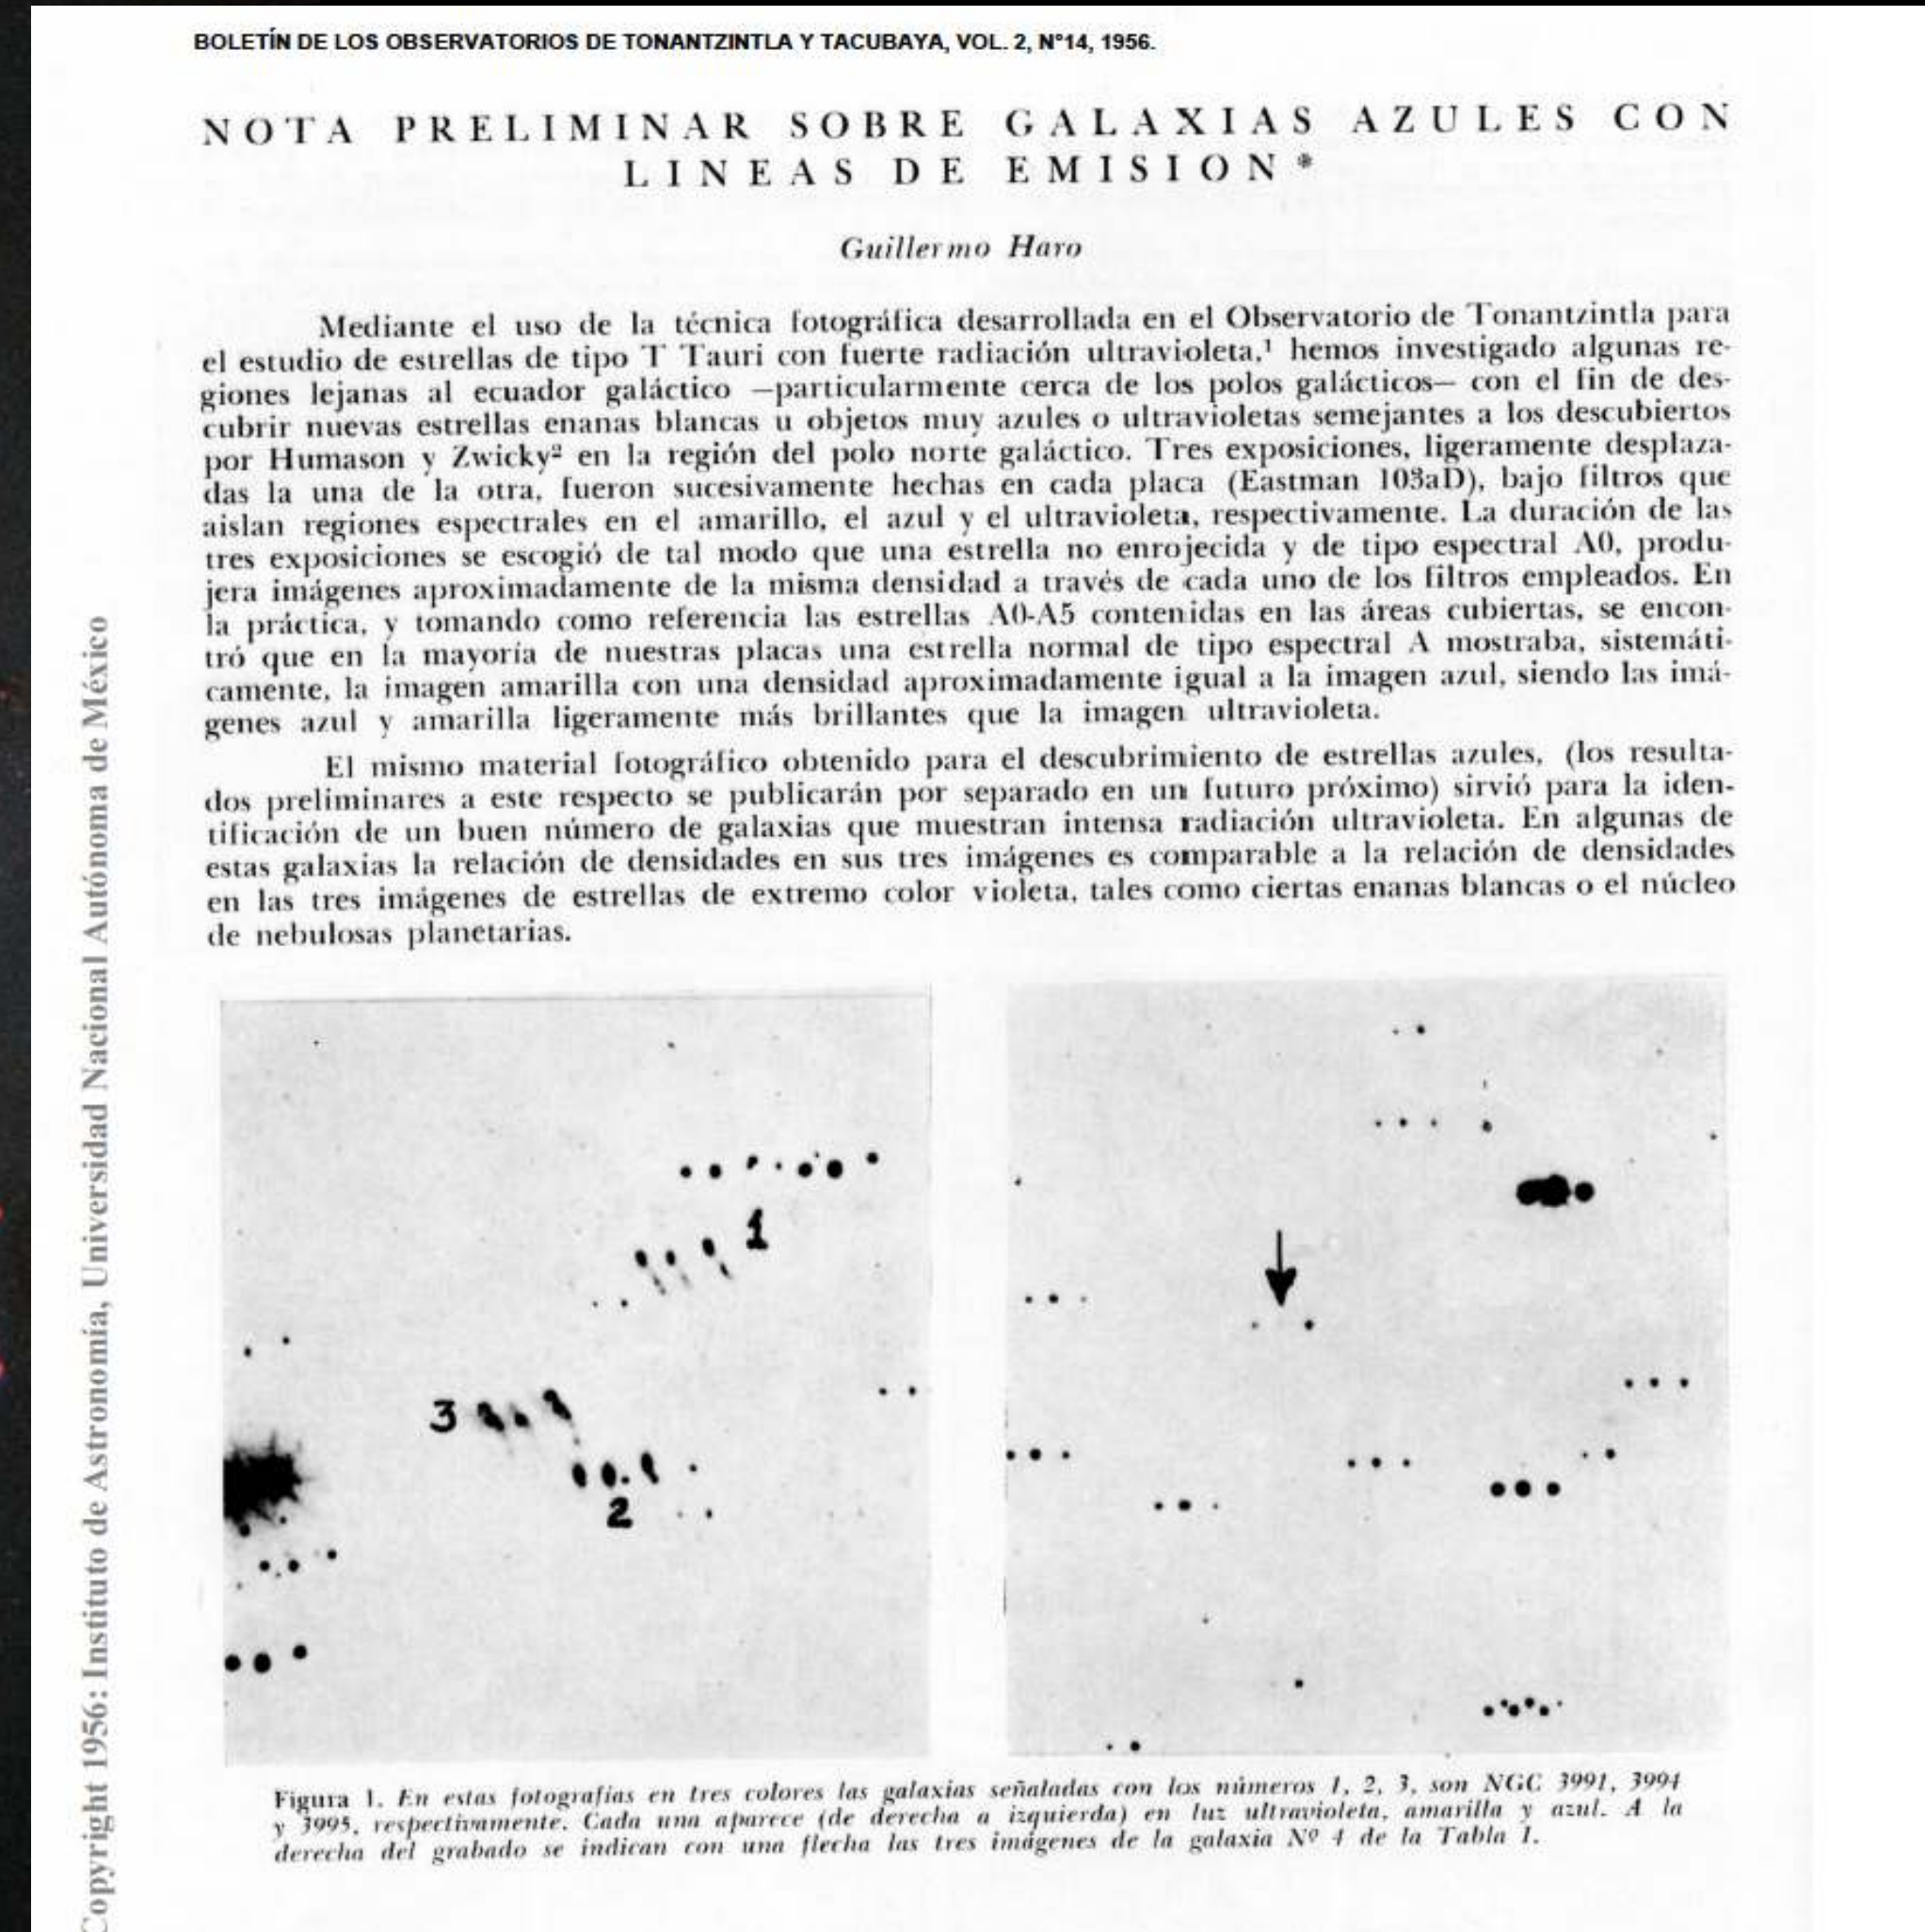 BOLETÍN DE LOS OBSERVATORIOS DE TONANTZINTLA Y TACUBAYA, VOL. 2, N°14, 1956.
NOTA PRELIMINAR SOBRE GALAXIAS AZULES CON
LINEAS DE EMISION*
Guillermo Haro
Mediante el uso de la técnica fotográfica desarrollada en el Observatorio de Tonantzintla para
el estudio de estrellas de tipo T Tauri con fuerte radiación ultravioleta,¹ hemos investigado algunas re-
giones lejanas al ecuador galáctico —particularmente cerca de los polos galácticos— con el fin de des-
cubrir nuevas estrellas enanas blancas u objetos muy azules o ultravioletas semejantes a los descubiertos
por Humason y Zwicky² en la región del polo norte galáctico. Tres exposiciones, ligeramente desplaza-
das la una de la otra, fueron sucesivamente hechas en cada placa (Eastman 103aD), bajo filtros que
aislan regiones espectrales en el amarillo, el azul y el ultravioleta, respectivamente. La duración de las
tres exposiciones se escogió de tal modo que una estrella no enrojecida y de tipo espectral A0, produ-
jera imágenes aproximadamente de la misma densidad a través de cada uno de los filtros empleados. En
la práctica, y tomando como referencia las estrellas A0-A5 contenidas en las áreas cubiertas, se encon-
tró que en la mayoría de nuestras placas una estrella normal de tipo espectral A mostraba, sistemáti-
camente, la imagen amarilla con una densidad aproximadamente igual a la imagen azul, siendo las imá-
genes azul y amarilla ligeramente más brillantes que la imagen ultravioleta.
El mismo material fotográfico obtenido para el descubrimiento de estrellas azules, (los resulta-
dos preliminares a este respecto se publicarán por separado en un futuro próximo) sirvió para la iden-
tificación de un buen número de galaxias que muestran intensa radiación ultravioleta. En algunas de
estas galaxias la relación de densidades en sus tres imágenes es comparable a la relación de densidades
en las tres imágenes de estrellas de extremo color violeta, tales como ciertas enanas blancas o el núcleo
de nebulosas planetarias.
1
3
2
Figura 1. En estas fotografías en tres colores las galaxias señaladas con los números 1, 2, 3, son NGC 3991, 3994
y 3995, respectivamente. Cada una aparece (de derecha a izquierda) en luz ultravioleta, amarilla y azul. A la
derecha del grabado se indican con una flecha las tres imágenes de la galaxia Nº 4 de la Tabla I.
Copyright 1956: Instituto de Astronomía, Universidad Nacional Autónoma de México